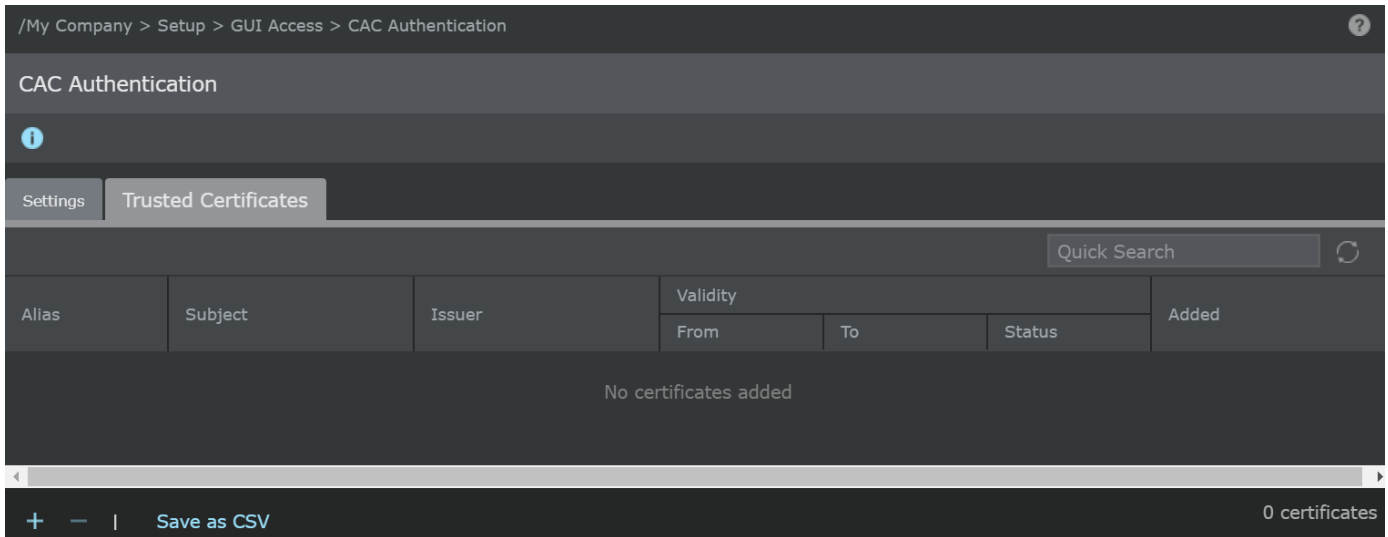 /My Company > Setup > GUI Access > CAC Authentication
?
CAC Authentication
i
Settings Trusted Certificates
Quick Search
Alias Subject Issuer Validity Added
From To Status
No certificates added
+ − | Save as CSV 0 certificates